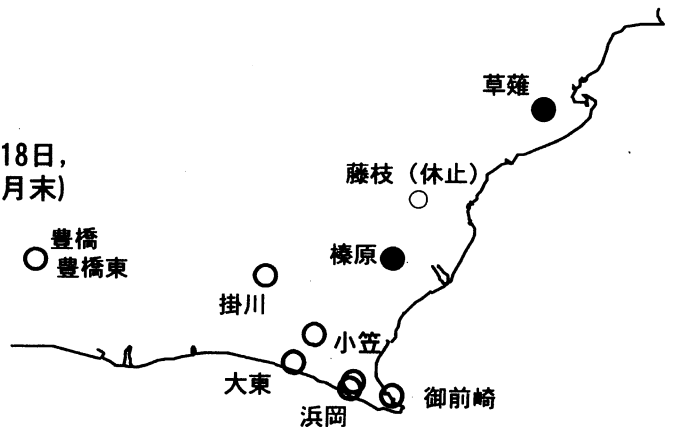 草薙
18日,
月末)
藤枝（休止）
豊橋
豊橋東
榛原
掛川
小笠
大東
浜岡
御前崎